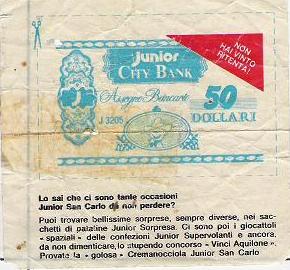 Junior
CITY BANK
NON
HAI VINTO
RITENTA!
Assegno Bancario
50
J 3205
DOLLARI
Lo sai che ci sono tante occasioni
Junior San Carlo da non perdere?
Puoi trovare bellissime sorprese, sempre diverse, nei sac-
chetti di patatine Junior Sorpresa. Ci sono poi i giocattoli
- spaziali - delle confezioni Junior Supervolanti e ancora,
da non dimenticare, lo stupendo concorso - Vinci Aquilone -.
Provate la - golosa - Cremanocciola Junior San Carlo